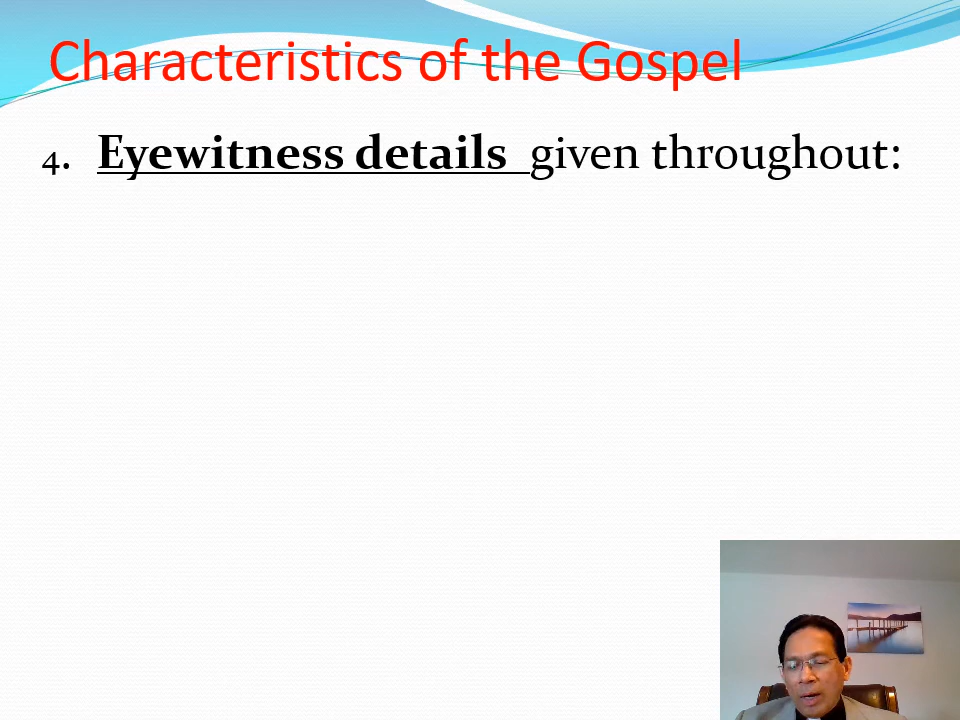 Characteristics of the Gospel
4. Eyewitness details given throughout: